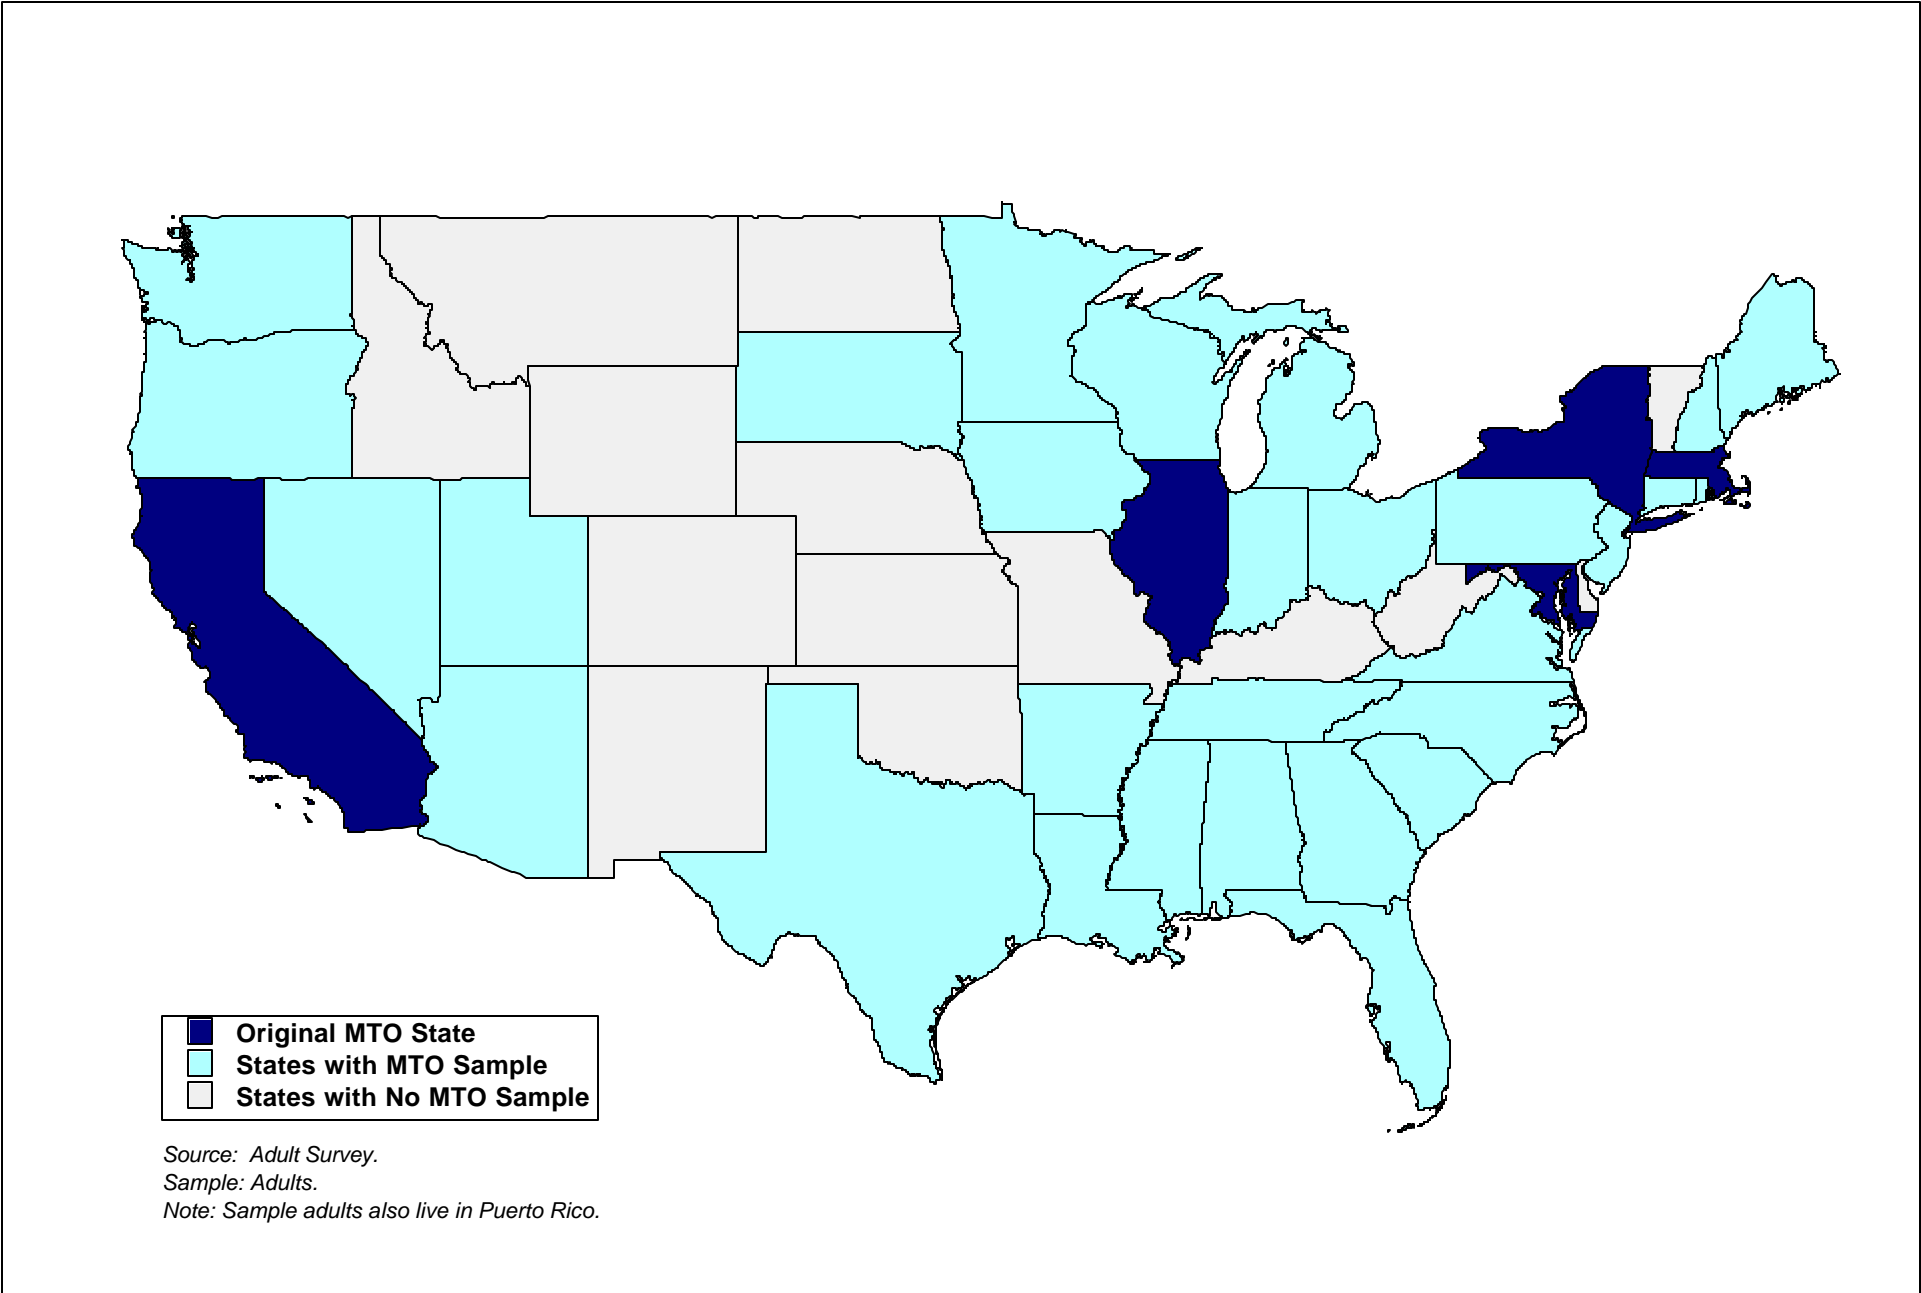 Original MTO State
States with MTO Sample
States with No MTO Sample
Source: Adult Survey.
Sample: Adults.
Note: Sample adults also live in Puerto Rico.